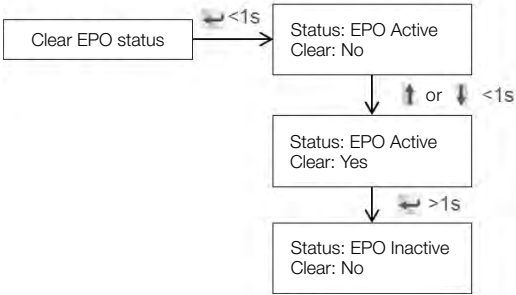 Clear EPO status
<1s
Status: EPO Active
Clear: No
or <1s
Status: EPO Active
Clear: Yes
>1s
Status: EPO Inactive
Clear: No